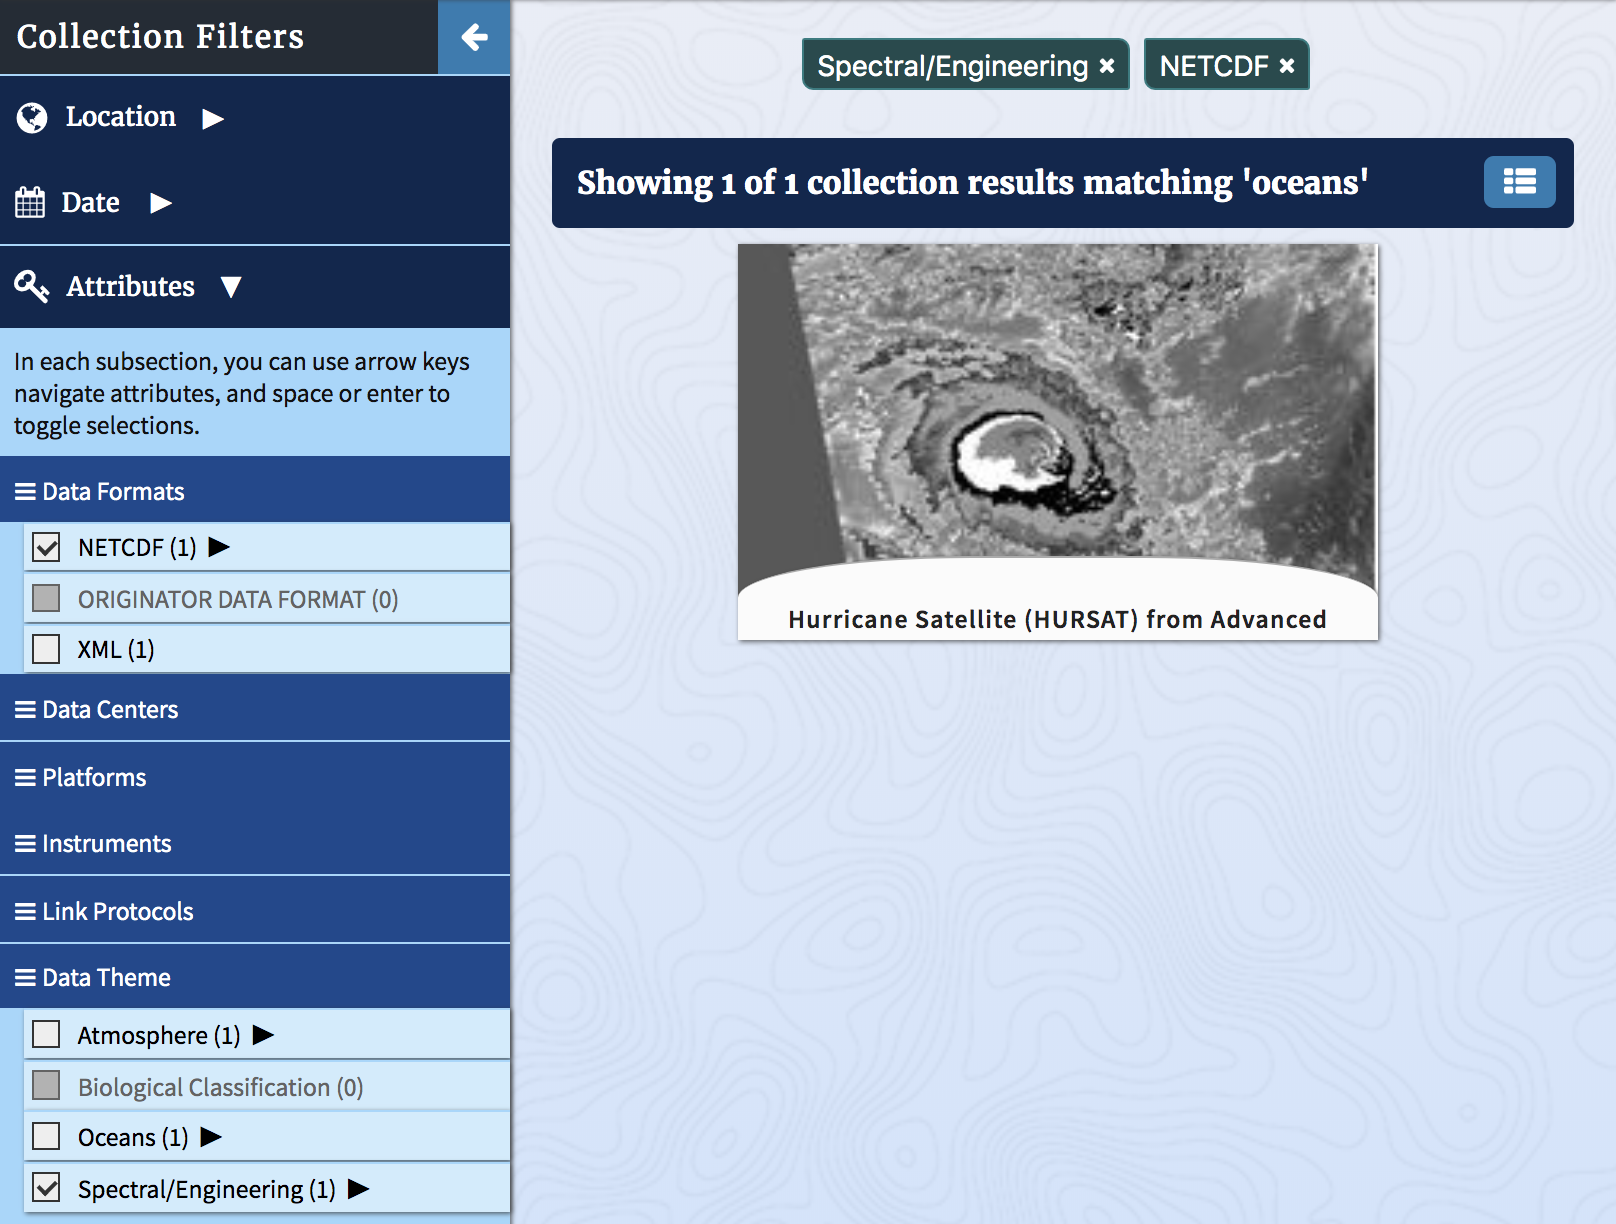 Collection Filters
Location
Date
Attributes
In each subsection, you can use arrow keys
navigate attributes, and space or enter to
toggle selections.
Data Formats
NETCDF (1)
ORIGINATOR DATA FORMAT (0)
XML (1)
Data Centers
Platforms
Instruments
Link Protocols
Data Theme
Atmosphere (1)
Biological Classification (0)
Oceans (1)
Spectral/Engineering (1)
Spectral/Engineering ×
NETCDF ×
Showing 1 of 1 collection results matching 'oceans'
Hurricane Satellite (HURSAT) from Advanced